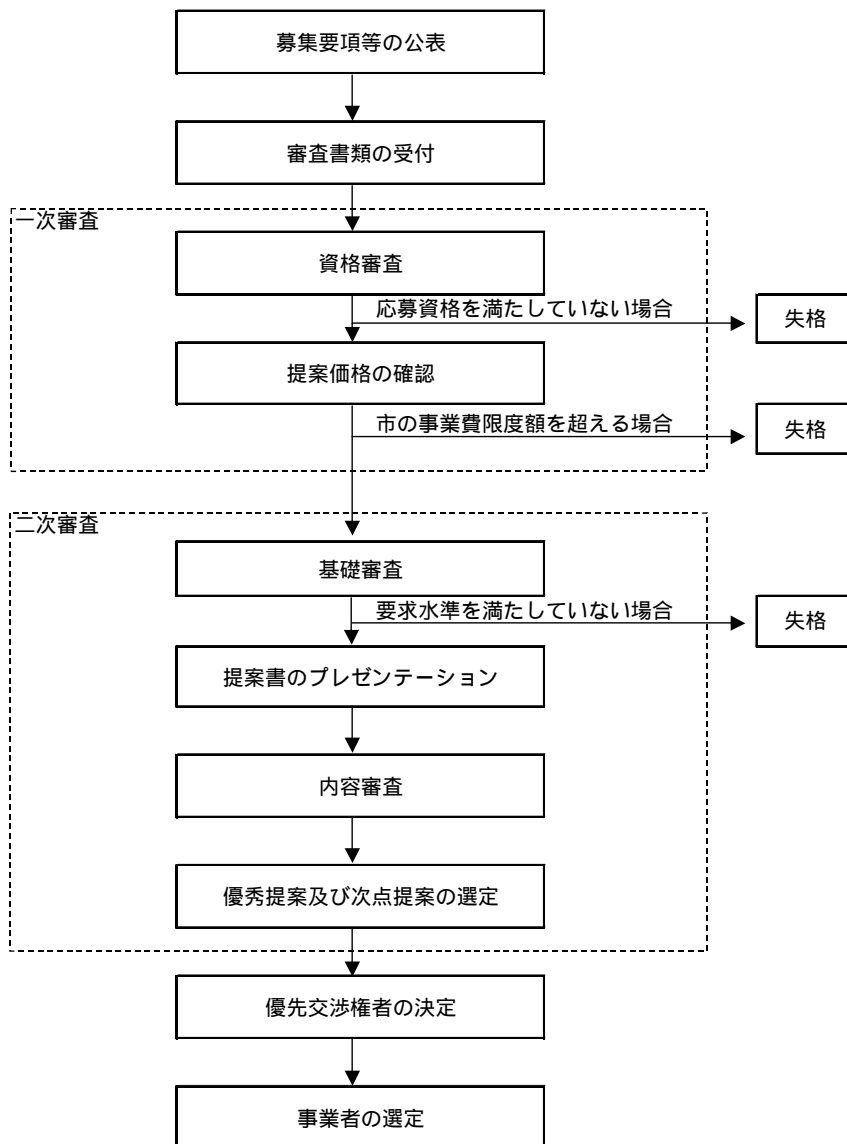 募集要項等の公表
審査書類の受付
一次審査
資格審査
応募資格を満たしていない場合
失格
提案価格の確認
市の事業費限度額を超える場合
失格
二次審査
基礎審査
要求水準を満たしていない場合
失格
提案書のプレゼンテーション
内容審査
優秀提案及び次点提案の選定
優先交渉権者の決定
事業者の選定